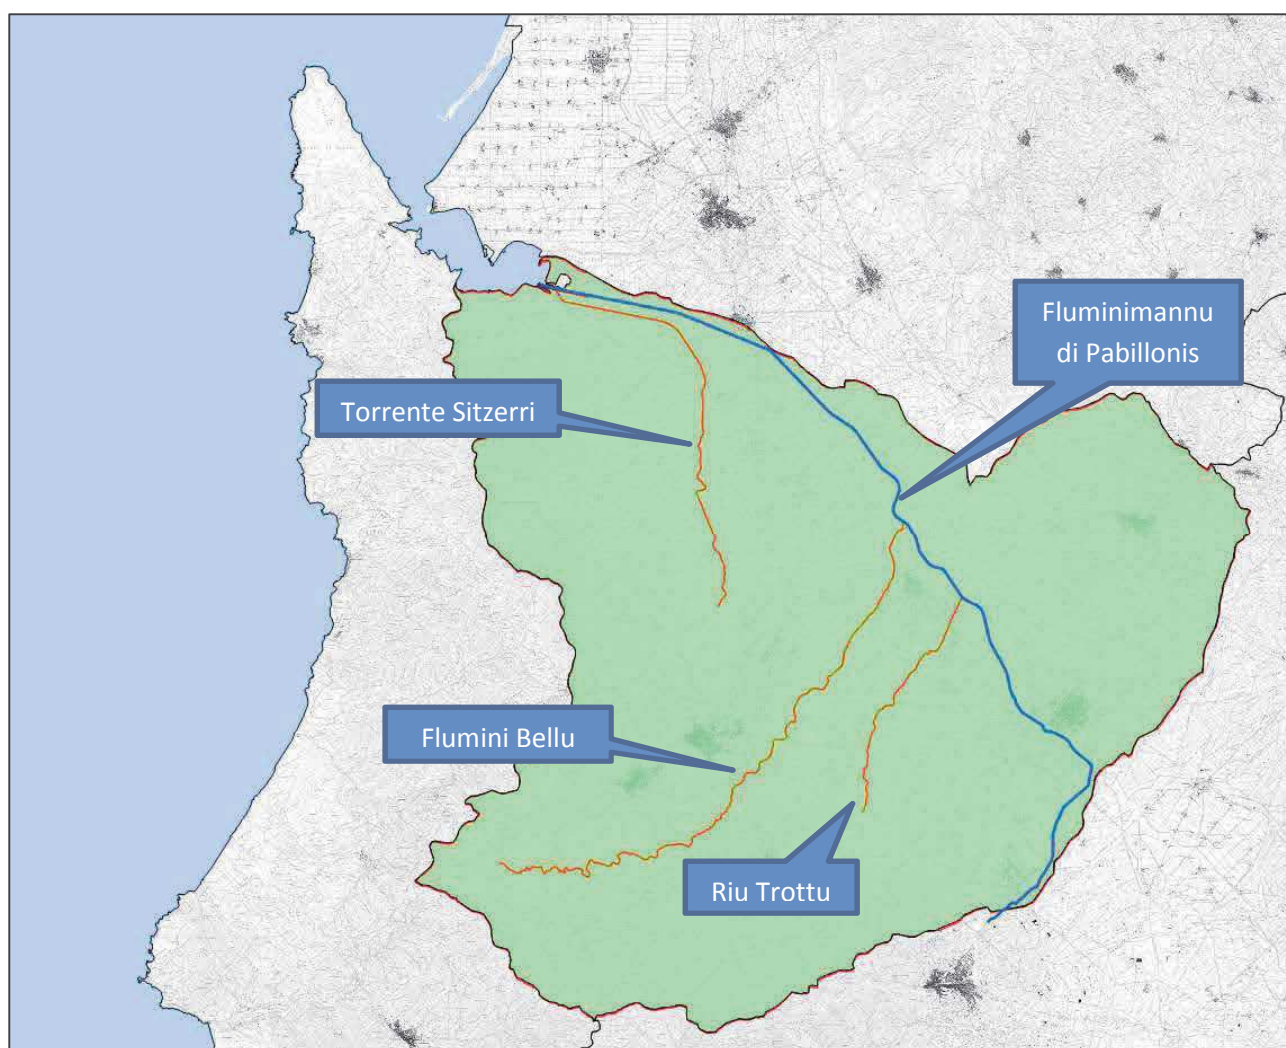 Fluminimannu
di Pabillonis
Torrente Sitzerri
Flumini Bellu
Riu Trottu